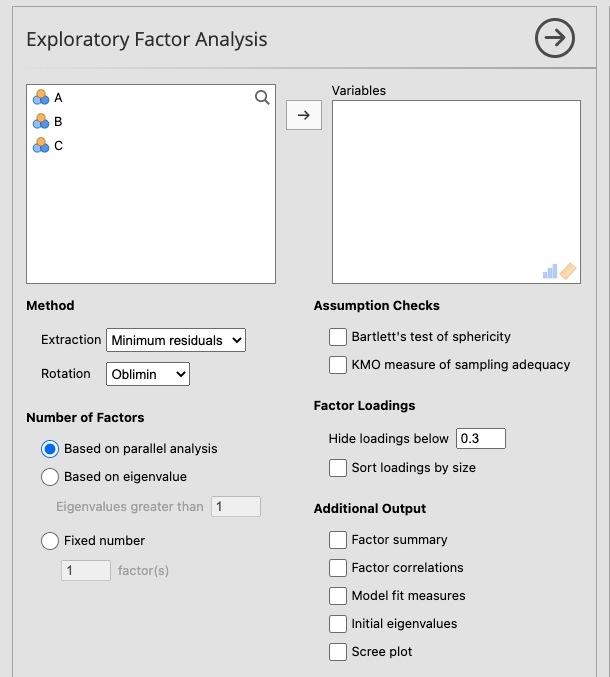 Exploratory Factor Analysis
A
B
C
Variables
Method
Extraction Minimum residuals
Rotation Oblimin
Number of Factors
Based on parallel analysis
Based on eigenvalue
Eigenvalues greater than 1
Fixed number
1 factor(s)
Assumption Checks
Bartlett's test of sphericity
KMO measure of sampling adequacy
Factor Loadings
Hide loadings below 0.3
Sort loadings by size
Additional Output
Factor summary
Factor correlations
Model fit measures
Initial eigenvalues
Scree plot